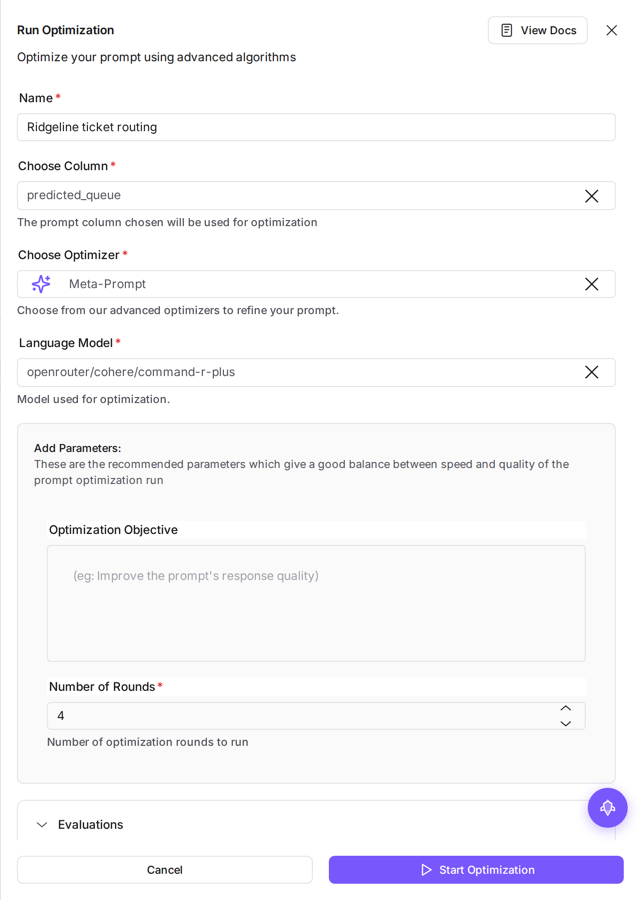 Run Optimization
View Docs
Optimize your prompt using advanced algorithms
Name *
Ridgeline ticket routing
Choose Column *
predicted_queue
The prompt column chosen will be used for optimization
Choose Optimizer *
Meta-Prompt
Choose from our advanced optimizers to refine your prompt.
Language Model *
openrouter/cohere/command-r-plus
Model used for optimization.
Add Parameters:
These are the recommended parameters which give a good balance between speed and quality of the
prompt optimization run
Optimization Objective
(eg: Improve the prompt's response quality)
Number of Rounds *
4
Number of optimization rounds to run
Evaluations
Cancel
Start Optimization